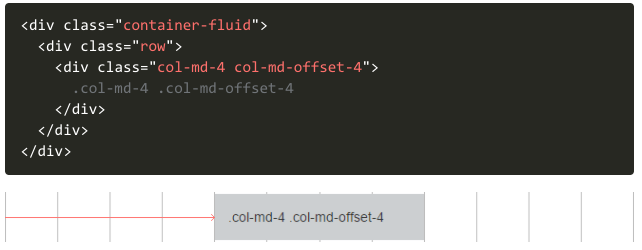 <div class="container-fluid">
  <div class="row">
    <div class="col-md-4 col-md-offset-4">
      .col-md-4 .col-md-offset-4
    </div>
  </div>
</div>
.col-md-4 .col-md-offset-4